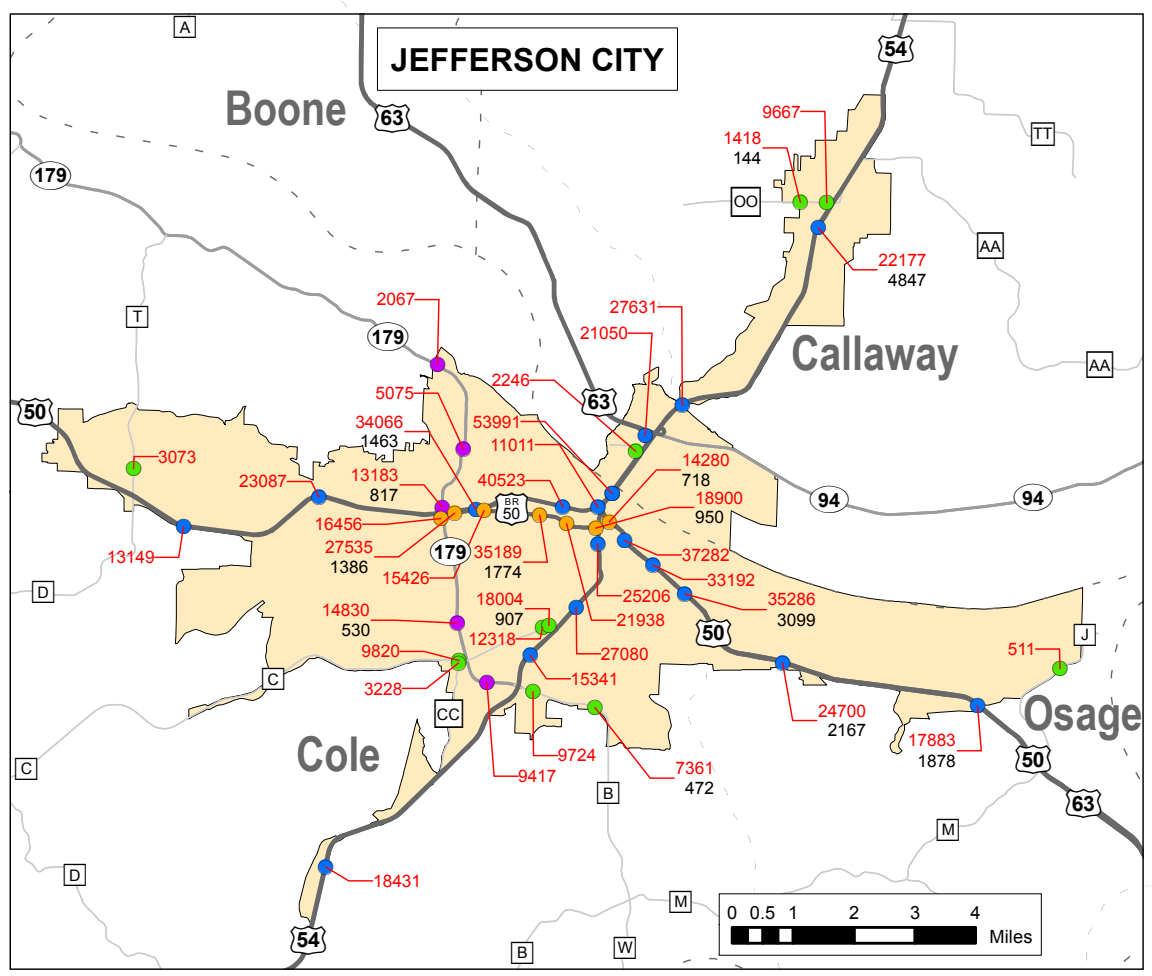 A
JEFFERSON CITY
54
Boone
63
9667
1418
144
TT
179
OO
AA
22177
4847
2067
27631
T
21050
179
Callaway
AA
2246
5075
63
50
53991
34066
1463
11011
14280
718
3073
13183
817
40523
23087
18900
950
BR
50
94
94
16456
27535
1386
179
35189
1774
37282
13149
15426
33192
D
25206
35286
3099
18004
907
14830
530
21938
50
J
12318
9820
27080
511
3228
15341
C
CC
24700
2167
Osage
17883
1878
Cole
9724
7361
472
9417
50
C
B
63
M
D
18431
M
0 0.5 1 2 3 4
Miles
54
B
W